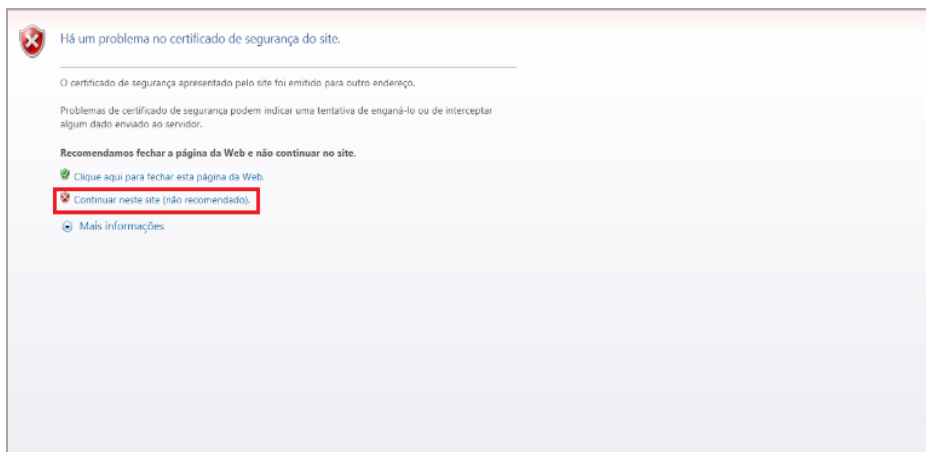 Há um problema no certificado de segurança do site.
O certificado de segurança apresentado pelo site foi emitido para outro endereço.
Problemas de certificado de segurança podem indicar uma tentativa de enganá-lo ou de interceptar
algum dado enviado ao servidor.
Recomendamos fechar a página da Web e não continuar no site.
Clique aqui para fechar esta página da Web.
Continuar neste site (não recomendado).
Mais informações